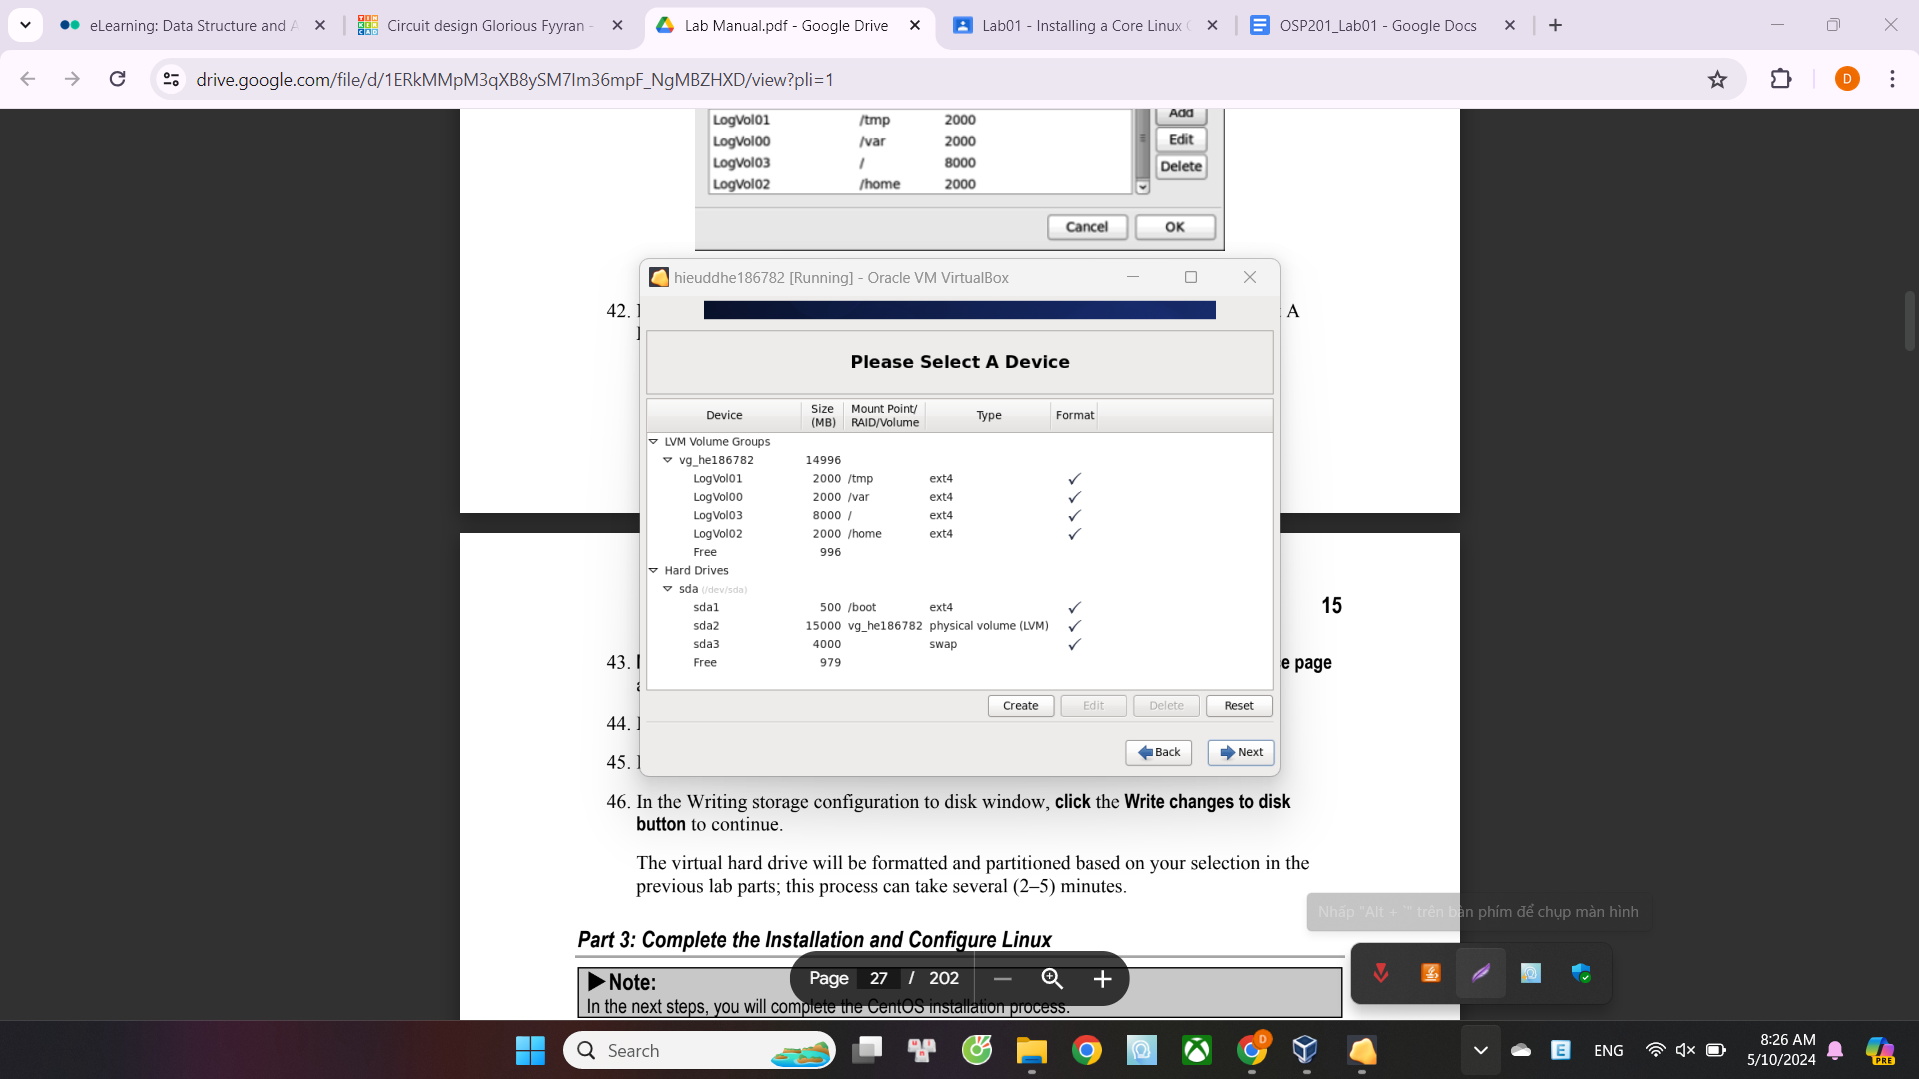 eLearning: Data Structure and A
Circuit design Glorious Fyyran -
Lab Manual.pdf - Google Drive
Lab01 - Installing a Core Linux
OSP201_Lab01 - Google Docs
drive.google.com/file/d/1ERkMMpM3qXB8ySM7Im36mpF_NgMBZHXD/view?pli=1
D
LogVol01 /tmp 2000 Add
LogVol00 /var 2000 Edit
LogVol03 / 8000 Delete
LogVol02 /home 2000
Cancel OK
hieuddhe186782 [Running] - Oracle VM VirtualBox
42. A
Please Select A Device
Device Size (MB) Mount Point/ RAID/Volume Type Format
LVM Volume Groups
vg_he186782 14996
LogVol01 2000 /tmp ext4 ✓
LogVol00 2000 /var ext4 ✓
LogVol03 8000 / ext4 ✓
LogVol02 2000 /home ext4 ✓
Free 996
Hard Drives
sda (/dev/sda)
sda1 500 /boot ext4 ✓
sda2 15000 vg_he186782 physical volume (LVM) ✓
sda3 4000 swap ✓
Free 979
15
43. e page
Create Edit Delete Reset
44.
Back Next
45.
46. In the Writing storage configuration to disk window, click the Write changes to disk
button to continue.
The virtual hard drive will be formatted and partitioned based on your selection in the
previous lab parts; this process can take several (2–5) minutes.
Nhấp "Alt + `" trên bàn phím để chụp màn hình
Part 3: Complete the Installation and Configure Linux
Note:
Page 27 / 202
In the next steps, you will complete the CentOS installation process.
Search
D
E
ENG
8:26 AM
5/10/2024
PRE